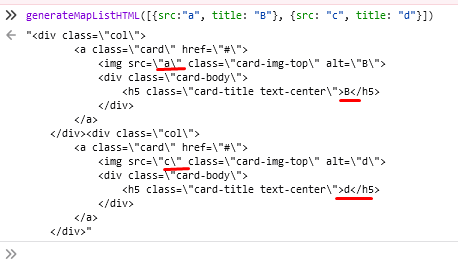 generateMapListHTML([{src:"a", title: "B"}, {src: "c", title: "d"}])
"<div class=\"col\">
<a class=\"card\" href=\"#\">
<img src=\"a\" class=\"card-img-top\" alt=\"B\">
<div class=\"card-body\">
<h5 class=\"card-title text-center\">B</h5>
</div>
</a>
</div><div class=\"col\">
<a class=\"card\" href=\"#\">
<img src=\"c\" class=\"card-img-top\" alt=\"d\">
<div class=\"card-body\">
<h5 class=\"card-title text-center\">d</h5>
</div>
</a>
</div>"